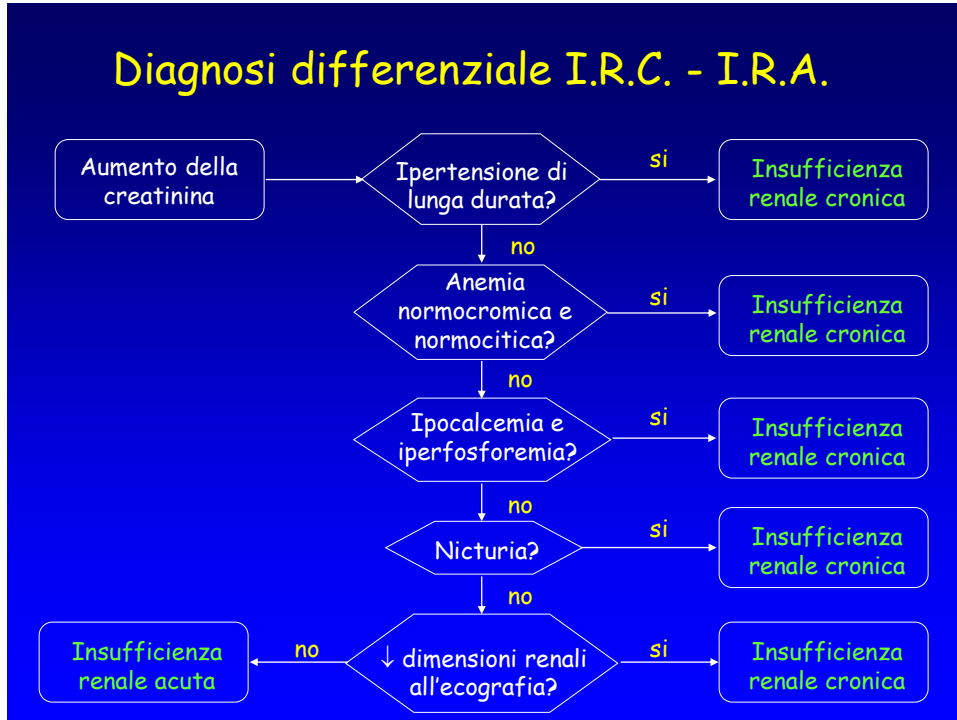 Diagnosi differenziale I.R.C. - I.R.A.
Aumento della
creatinina
Ipertensione di
lunga durata?
si
Insufficienza
renale cronica
no
Anemia
normocromica e
normocitica?
si
Insufficienza
renale cronica
no
Ipocalcemia e
iperfosforemia?
si
Insufficienza
renale cronica
no
Nicturia?
si
Insufficienza
renale cronica
no
Insufficienza
renale acuta
no
↓ dimensioni renali
all'ecografia?
si
Insufficienza
renale cronica